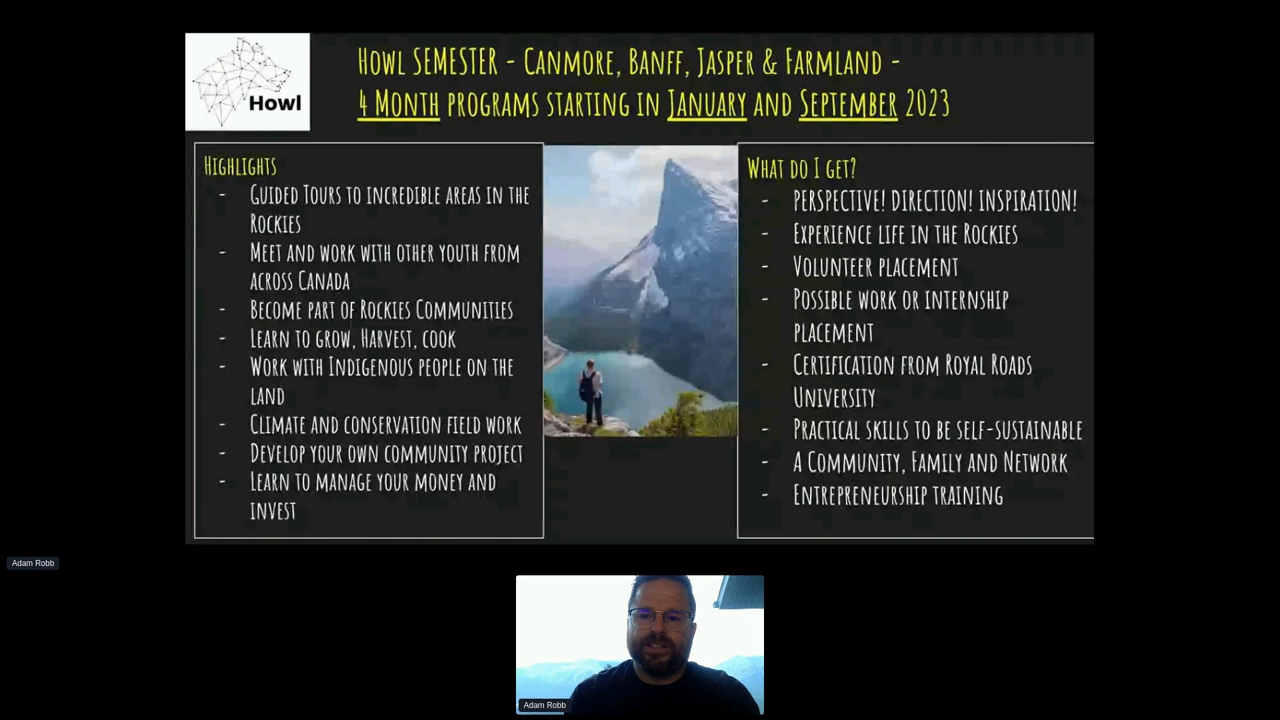 Howl
Howl SEMESTER - Canmore, Banff, Jasper & Farmland -
4 Month programs starting in January and September 2023
Highlights
- Guided Tours to incredible areas in the
Rockies
- Meet and work with other youth from
across Canada
- Become part of Rockies Communities
- Learn to grow, Harvest, cook
- Work with Indigenous people on the
land
- Climate and conservation field work
- Develop your own community project
- Learn to manage your money and
invest
What do I get?
- PERSPECTIVE! DIRECTION! INSPIRATION!
- Experience life in the Rockies
- Volunteer placement
- Possible work or internship
placement
- Certification from Royal Roads
University
- Practical skills to be self-sustainable
- A Community, Family and Network
- Entrepreneurship training
Adam Robb
Adam Robb